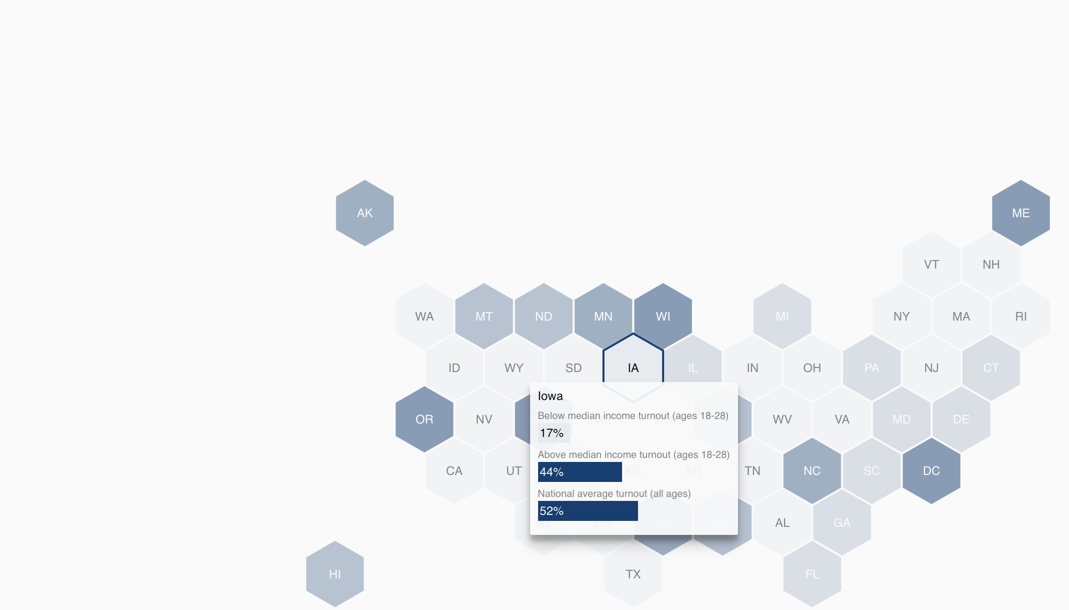 AK
ME
VT NH
WA MT ND MN WI MI NY MA RI
ID WY SD IA IL IN OH PA NJ CT
Iowa
Below median income turnout (ages 18-28)
17%
Above median income turnout (ages 18-28)
44%
National average turnout (all ages)
52%
OR NV WV VA MD DE
CA UT AR TN NC SC DC
LA AL GA
HI TX FL